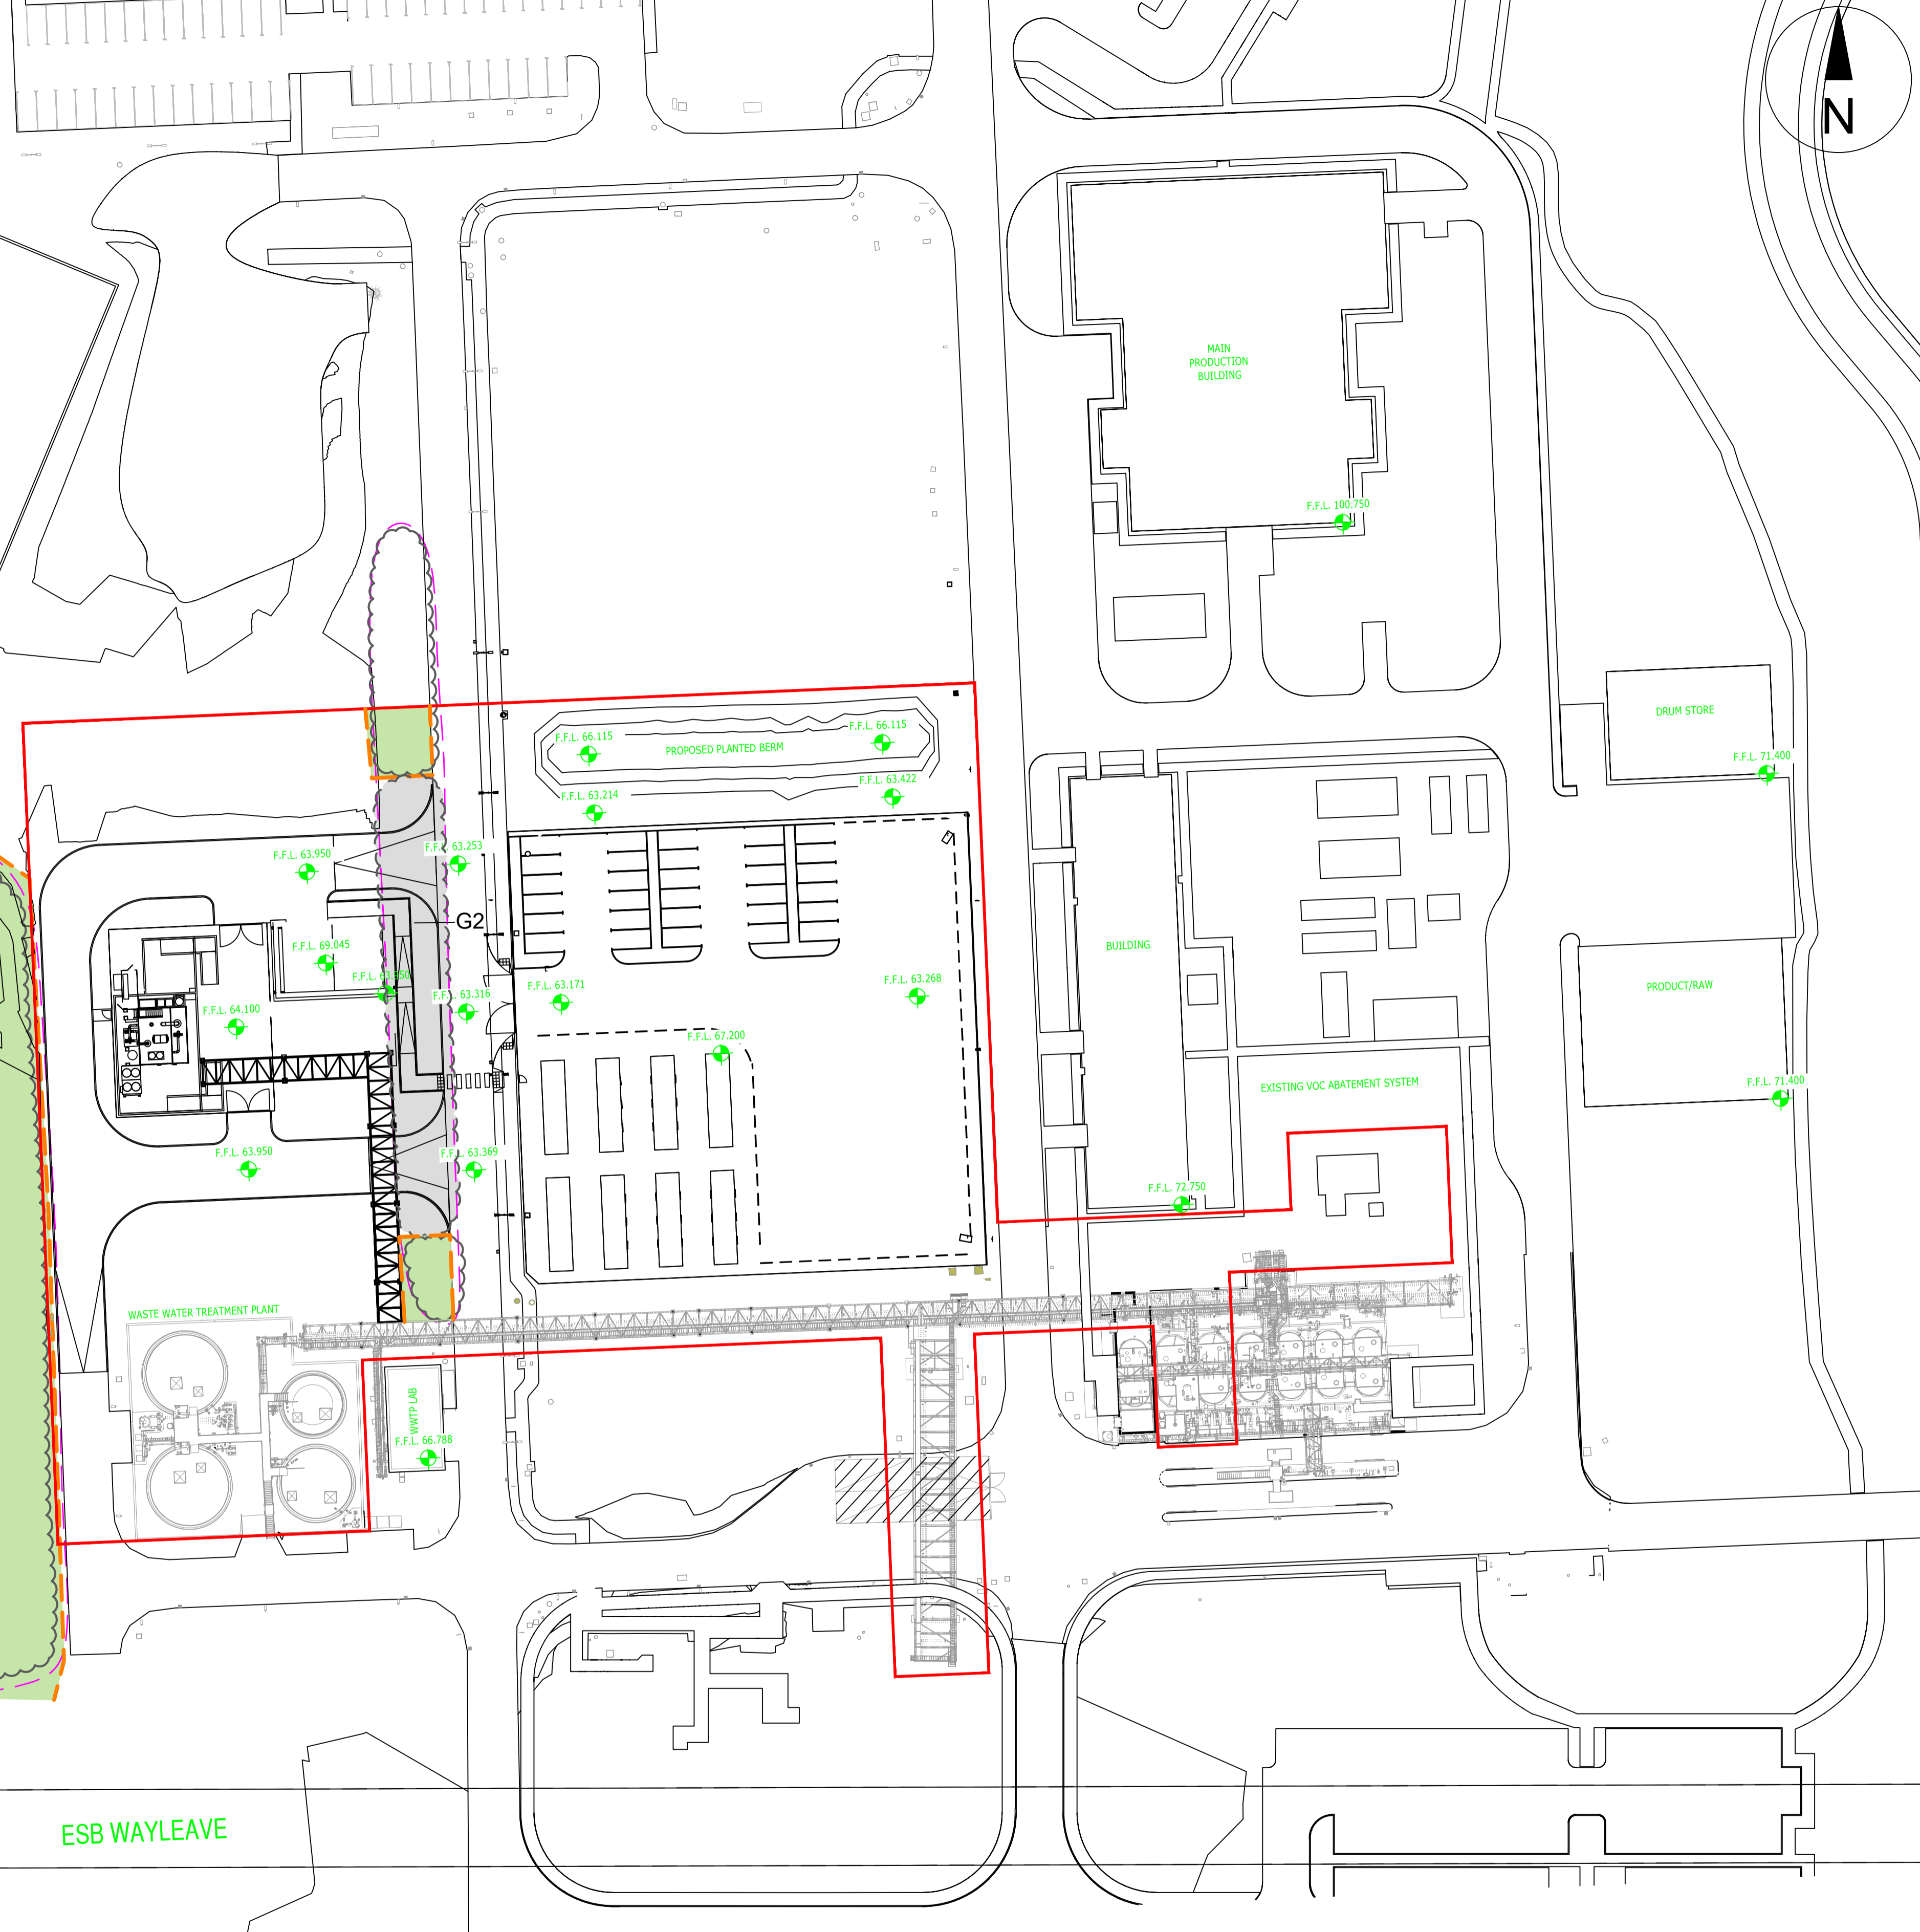 N
MAIN
PRODUCTION
BUILDING
F.F.L. 100.750
DRUM STORE
F.F.L. 71.400
F.F.L. 66.115
F.F.L. 66.115
PROPOSED PLANTED BERM
F.F.L. 63.214
F.F.L. 63.422
F.F.L. 63.950
F.F.L. 63.253
G2
F.F.L. 69.045
F.F.L. 64.100
F.F.L. 63.316
F.F.L. 63.171
F.F.L. 63.268
F.F.L. 67.200
BUILDING
PRODUCT/RAW
F.F.L. 71.400
EXISTING VOC ABATEMENT SYSTEM
F.F.L. 63.950
F.F.L. 63.369
F.F.L. 72.750
WASTE WATER TREATMENT PLANT
WWTP LAB
F.F.L. 66.788
ESB WAYLEAVE